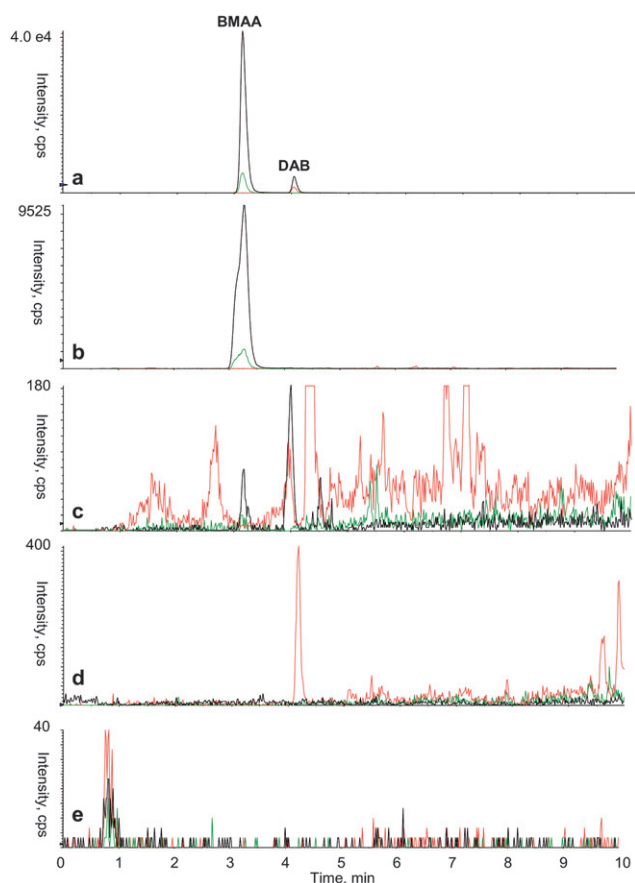 BMAA
4.0 e4
Intensity, cps
DAB
a
9525
Intensity, cps
b
180
Intensity, cps
c
400
Intensity, cps
d
40
Intensity, cps
e
0 1 2 3 4 5 6 7 8 9 10
Time, min